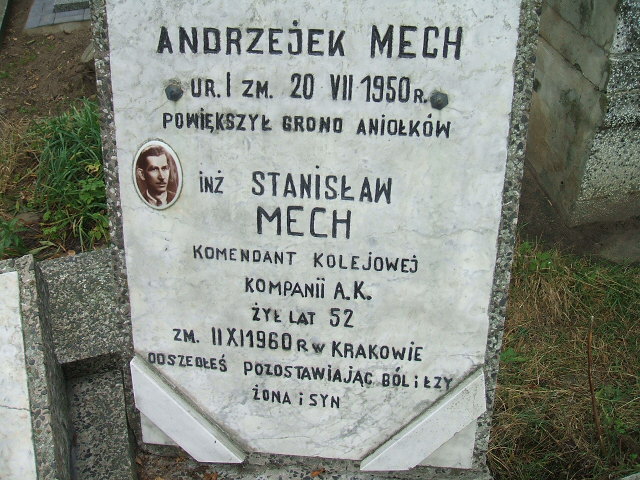 ANDRZEJEK MECH
UR. I ZM. 20 VII 1950 R.
POWIĘKSZYŁ GRONO ANIOŁKÓW
INŻ STANISŁAW
MECH
KOMENDANT KOLEJOWEJ
KOMPANII A.K.
ŻYŁ LAT 52
ZM. 11 XI 1960 R W KRAKOWIE
ODSZEDŁEŚ POZOSTAWIAJĄC BÓL I ŁZY
ŻONA I SYN